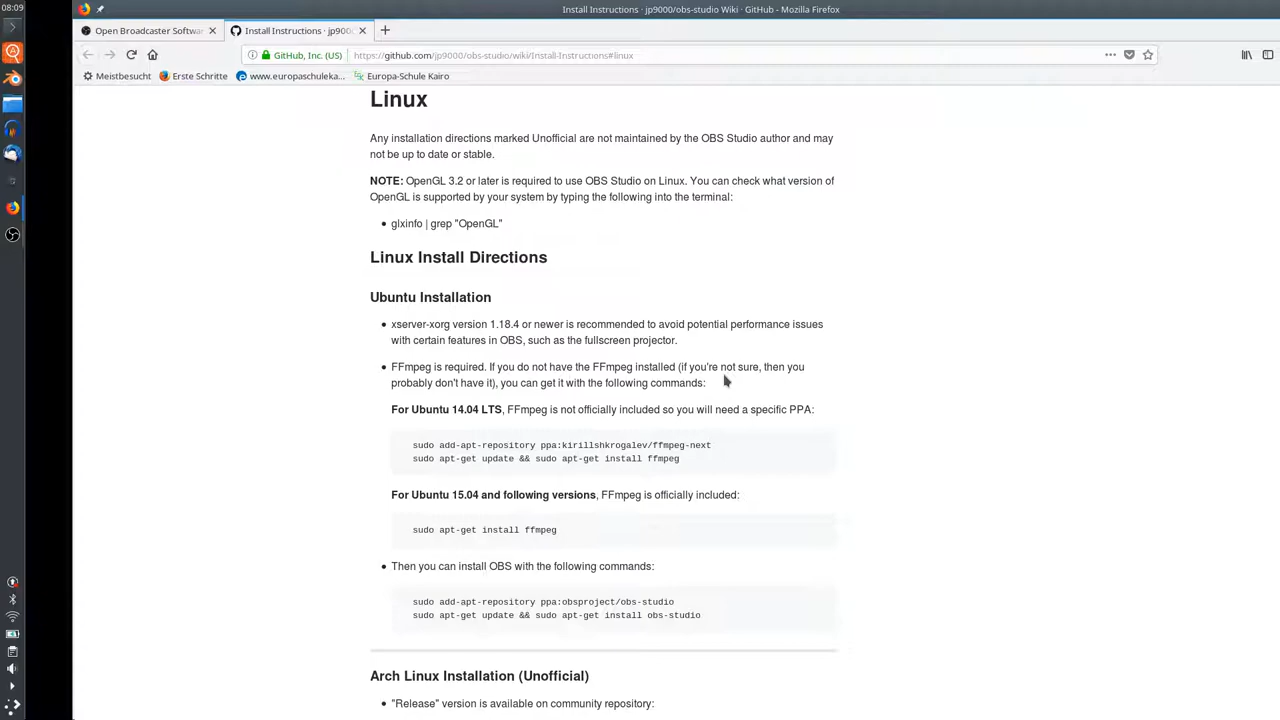 08:09
Install Instructions · jp9000/obs-studio Wiki · GitHub - Mozilla Firefox
Open Broadcaster Softwa
Install Instructions · jp900
GitHub, Inc. (US)
https://github.com/jp9000/obs-studio/wiki/Install-Instructions#linux
Meistbesucht
Erste Schritte
www.europaschuleka...
Europa-Schule Kairo
Linux
Any installation directions marked Unofficial are not maintained by the OBS Studio author and may
not be up to date or stable.
NOTE: OpenGL 3.2 or later is required to use OBS Studio on Linux. You can check what version of
OpenGL is supported by your system by typing the following into the terminal:
glxinfo | grep "OpenGL"
Linux Install Directions
Ubuntu Installation
xserver-xorg version 1.18.4 or newer is recommended to avoid potential performance issues
with certain features in OBS, such as the fullscreen projector.
FFmpeg is required. If you do not have the FFmpeg installed (if you're not sure, then you
probably don't have it), you can get it with the following commands:
For Ubuntu 14.04 LTS, FFmpeg is not officially included so you will need a specific PPA:
sudo add-apt-repository ppa:kirillshkrogalev/ffmpeg-next
sudo apt-get update && sudo apt-get install ffmpeg
For Ubuntu 15.04 and following versions, FFmpeg is officially included:
sudo apt-get install ffmpeg
Then you can install OBS with the following commands:
sudo add-apt-repository ppa:obsproject/obs-studio
sudo apt-get update && sudo apt-get install obs-studio
Arch Linux Installation (Unofficial)
"Release" version is available on community repository: